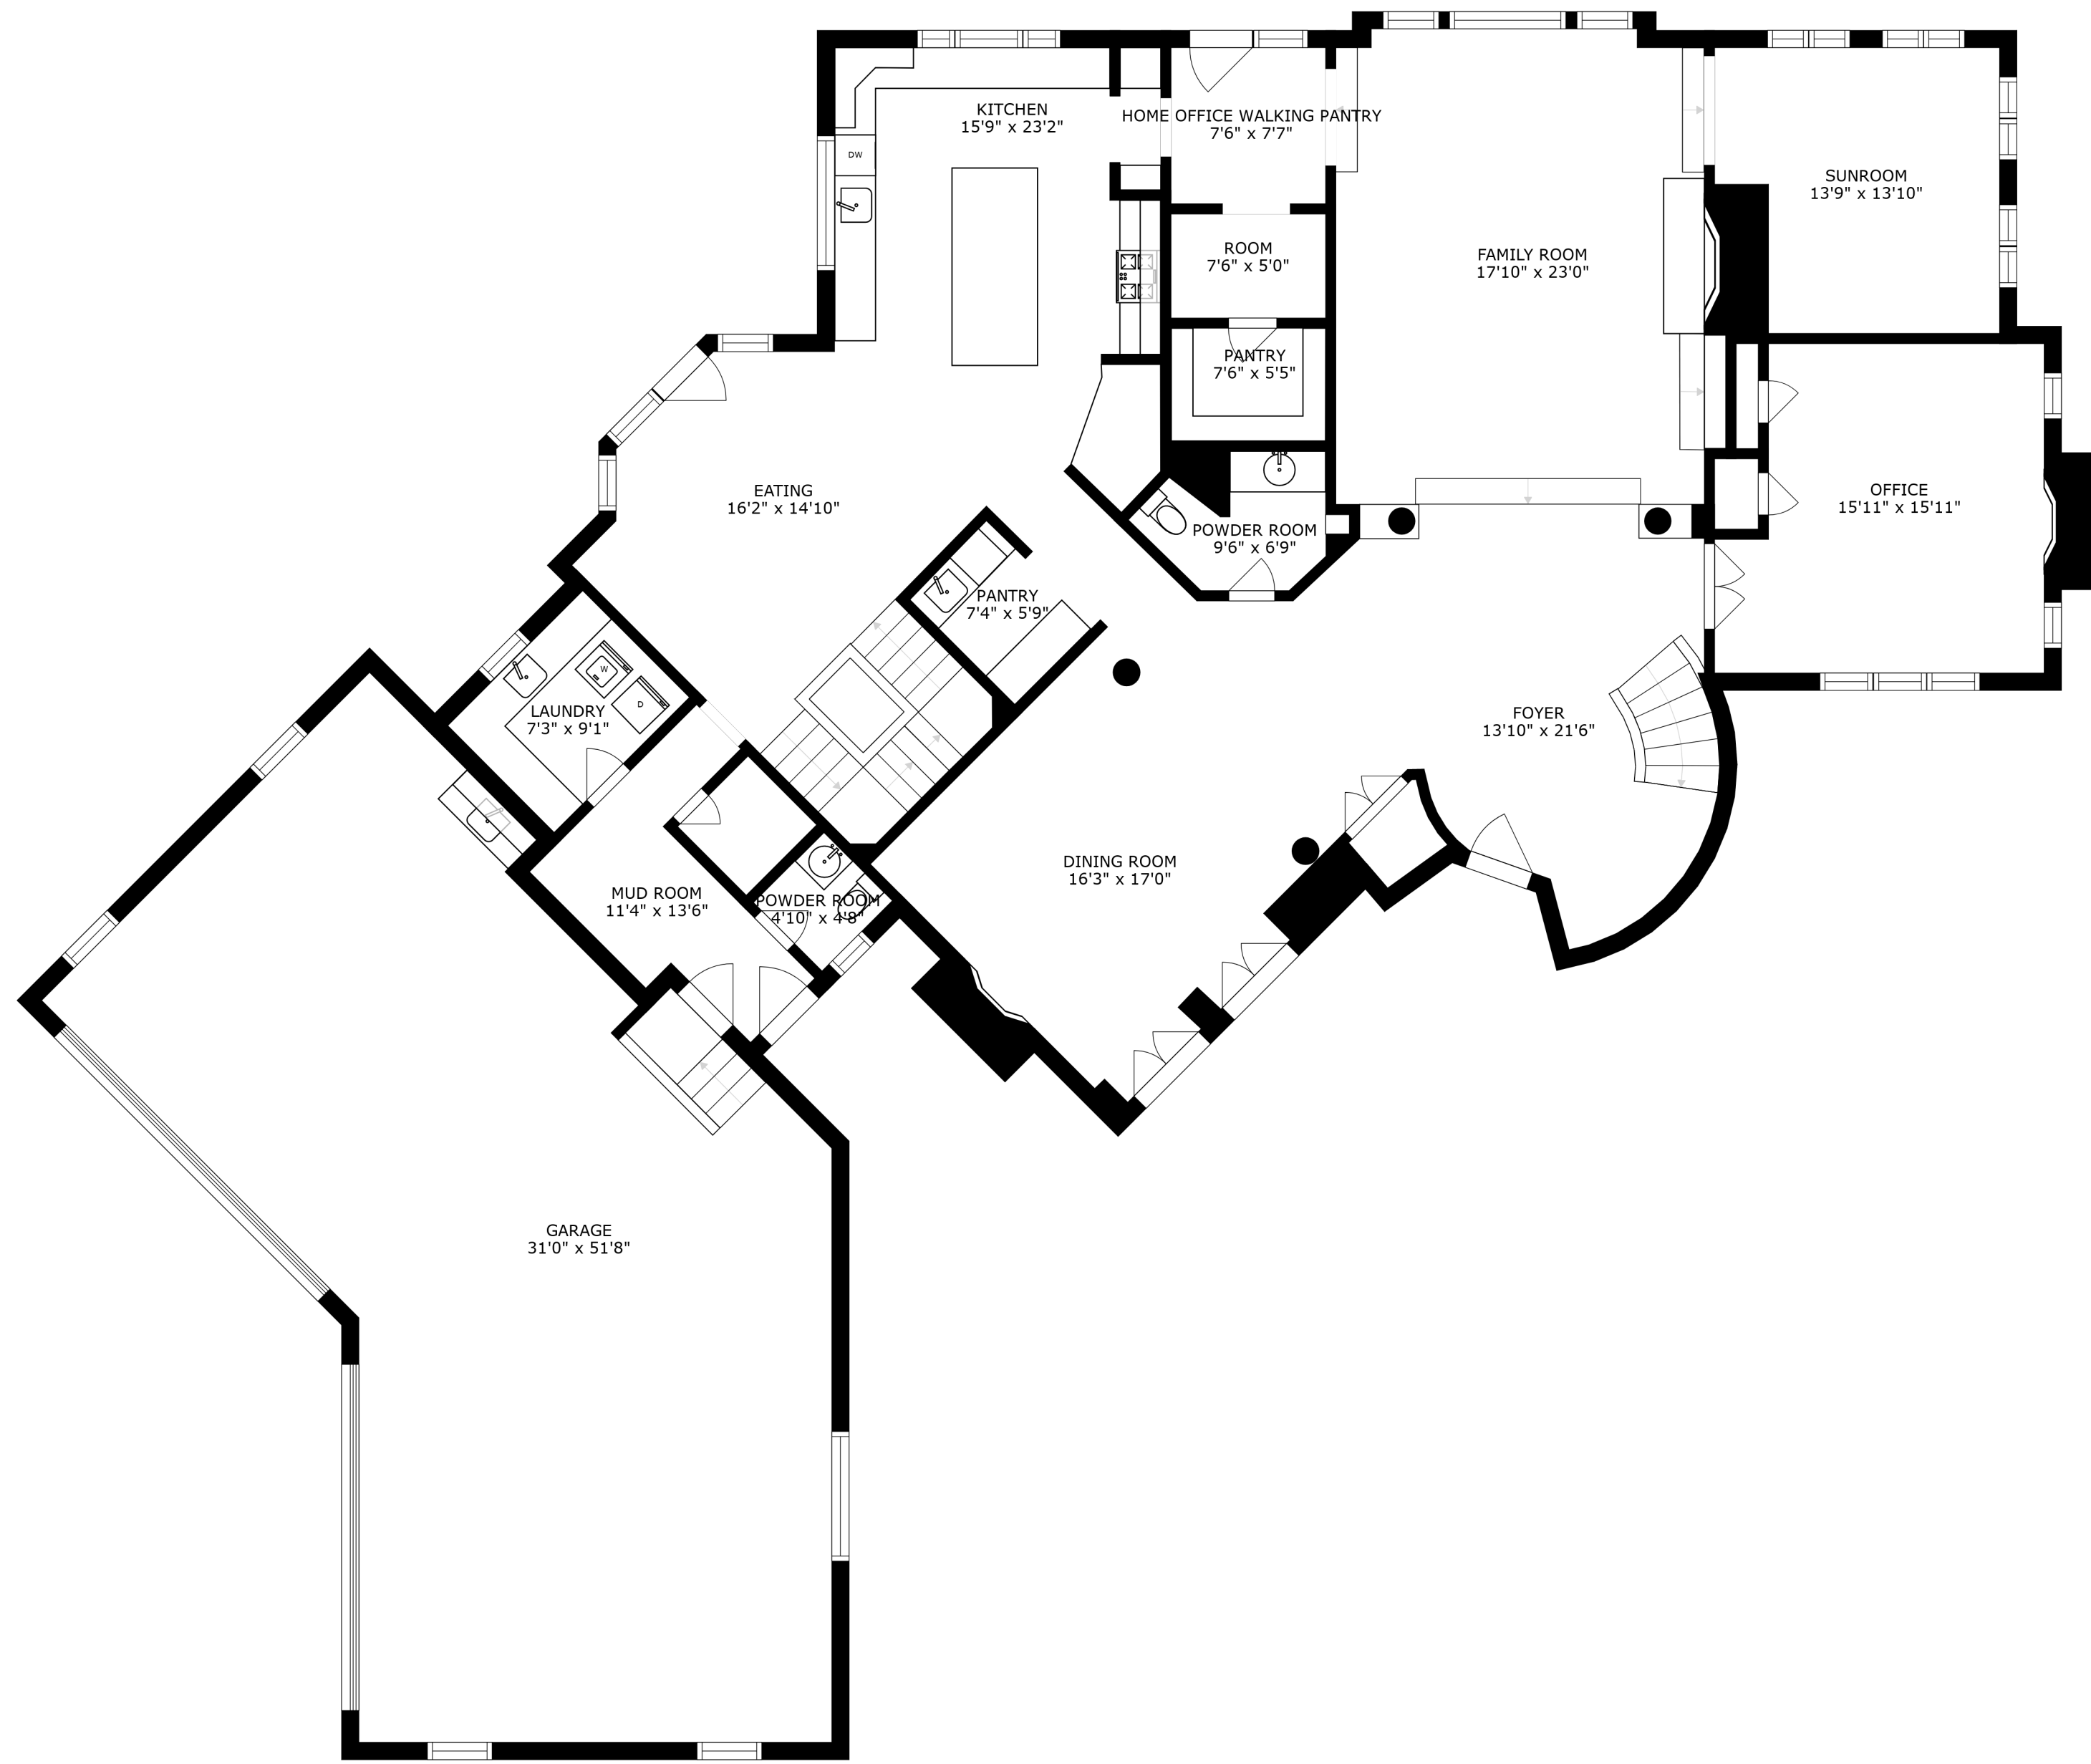 KITCHEN
15'9" x 23'2"
HOME OFFICE WALKING PANTRY
7'6" x 7'7"
DW
SUNROOM
13'9" x 13'10"
ROOM
7'6" x 5'0"
FAMILY ROOM
17'10" x 23'0"
PANTRY
7'6" x 5'5"
EATING
16'2" x 14'10"
OFFICE
15'11" x 15'11"
POWDER ROOM
9'6" x 6'9"
PANTRY
7'4" x 5'9"
W
D
LAUNDRY
7'3" x 9'1"
FOYER
13'10" x 21'6"
DINING ROOM
16'3" x 17'0"
MUD ROOM
11'4" x 13'6"
POWDER ROOM
4'10" x 4'8"
GARAGE
31'0" x 51'8"